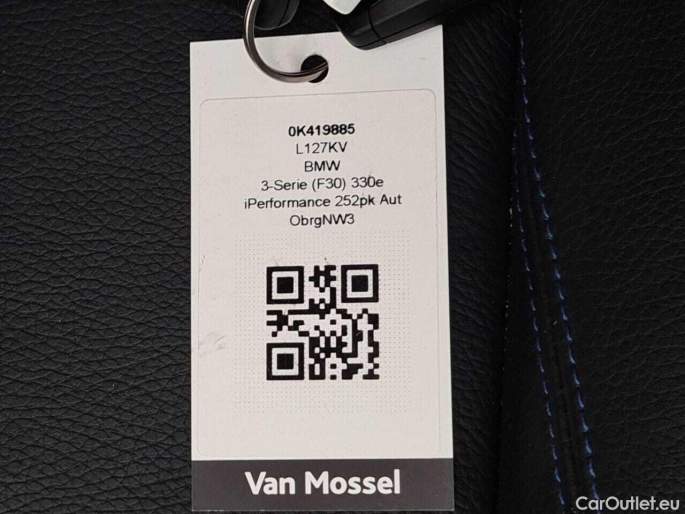 0K419885
L127KV
BMW
3-Serie (F30) 330e
iPerformance 252pk Aut
ObrgNW3
Van Mossel
CarOutlet.eu